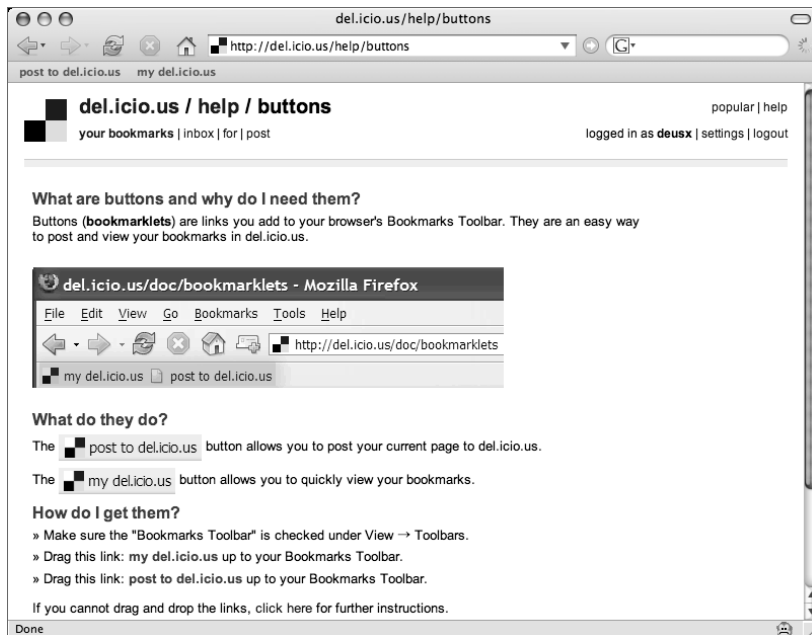 del.icio.us/help/buttons
http://del.icio.us/help/buttons
G
post to del.icio.us my del.icio.us
del.icio.us / help / buttons
popular | help
your bookmarks | inbox | for | post
logged in as deusx | settings | logout
What are buttons and why do I need them?
Buttons (bookmarklets) are links you add to your browser's Bookmarks Toolbar. They are an easy way
to post and view your bookmarks in del.icio.us.
del.icio.us/doc/bookmarklets - Mozilla Firefox
File Edit View Go Bookmarks Tools Help
http://del.icio.us/doc/bookmarklets
my del.icio.us post to del.icio.us
What do they do?
The post to del.icio.us button allows you to post your current page to del.icio.us.
The my del.icio.us button allows you to quickly view your bookmarks.
How do I get them?
» Make sure the "Bookmarks Toolbar" is checked under View → Toolbars.
» Drag this link: my del.icio.us up to your Bookmarks Toolbar.
» Drag this link: post to del.icio.us up to your Bookmarks Toolbar.
If you cannot drag and drop the links, click here for further instructions.
Done